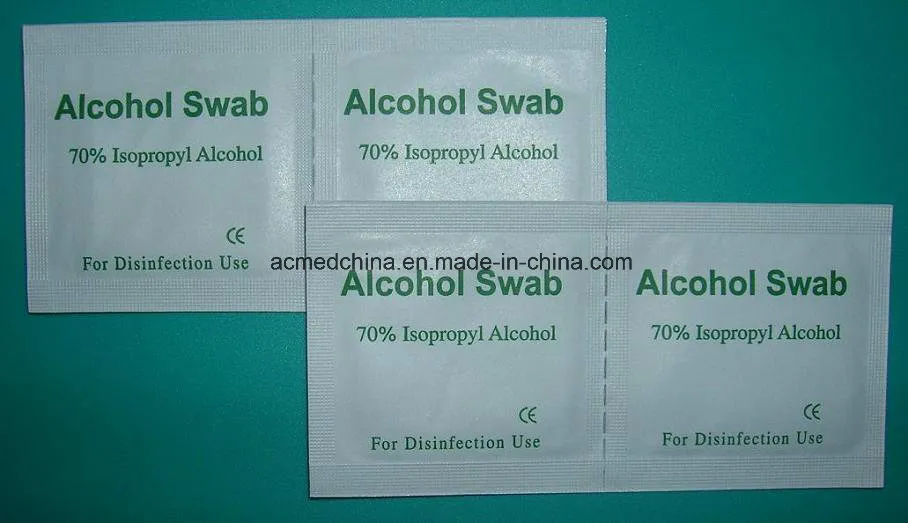 Alcohol Swab
70% Isopropyl Alcohol
CE
For Disinfection Use
Alcohol Swab
70% Isopropyl Alcohol
acmedchina.en.made-in-china.com
Alcohol Swab
70% Isopropyl Alcohol
CE
For Disinfection Use
Alcohol Swab
70% Isopropyl Alcohol
CE
For Disinfection Use